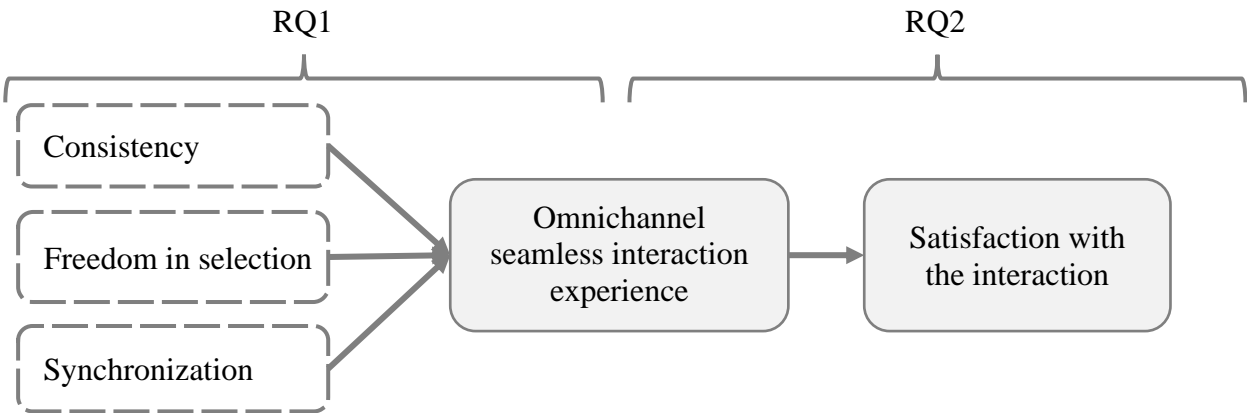 RQ1
RQ2
Consistency
Freedom in selection
Synchronization
Omnichannel
seamless interaction
experience
Satisfaction with
the interaction